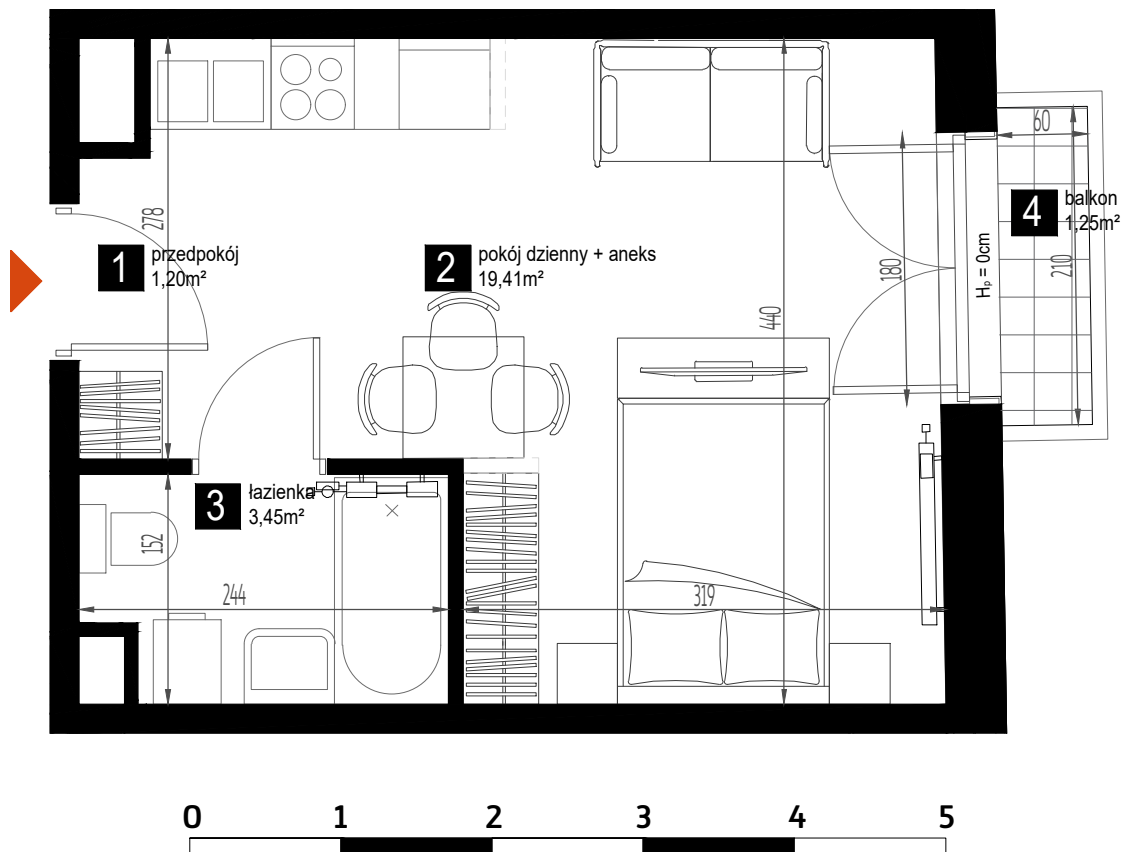 60
4
balkon
1,25m²
278
1
przedpokój
1,20m²
2
pokój dzienny + aneks
19,41m²
180
Hₚ = 0cm
210
440
3
łazienka
3,45m²
152
244
319
0 1 2 3 4 5